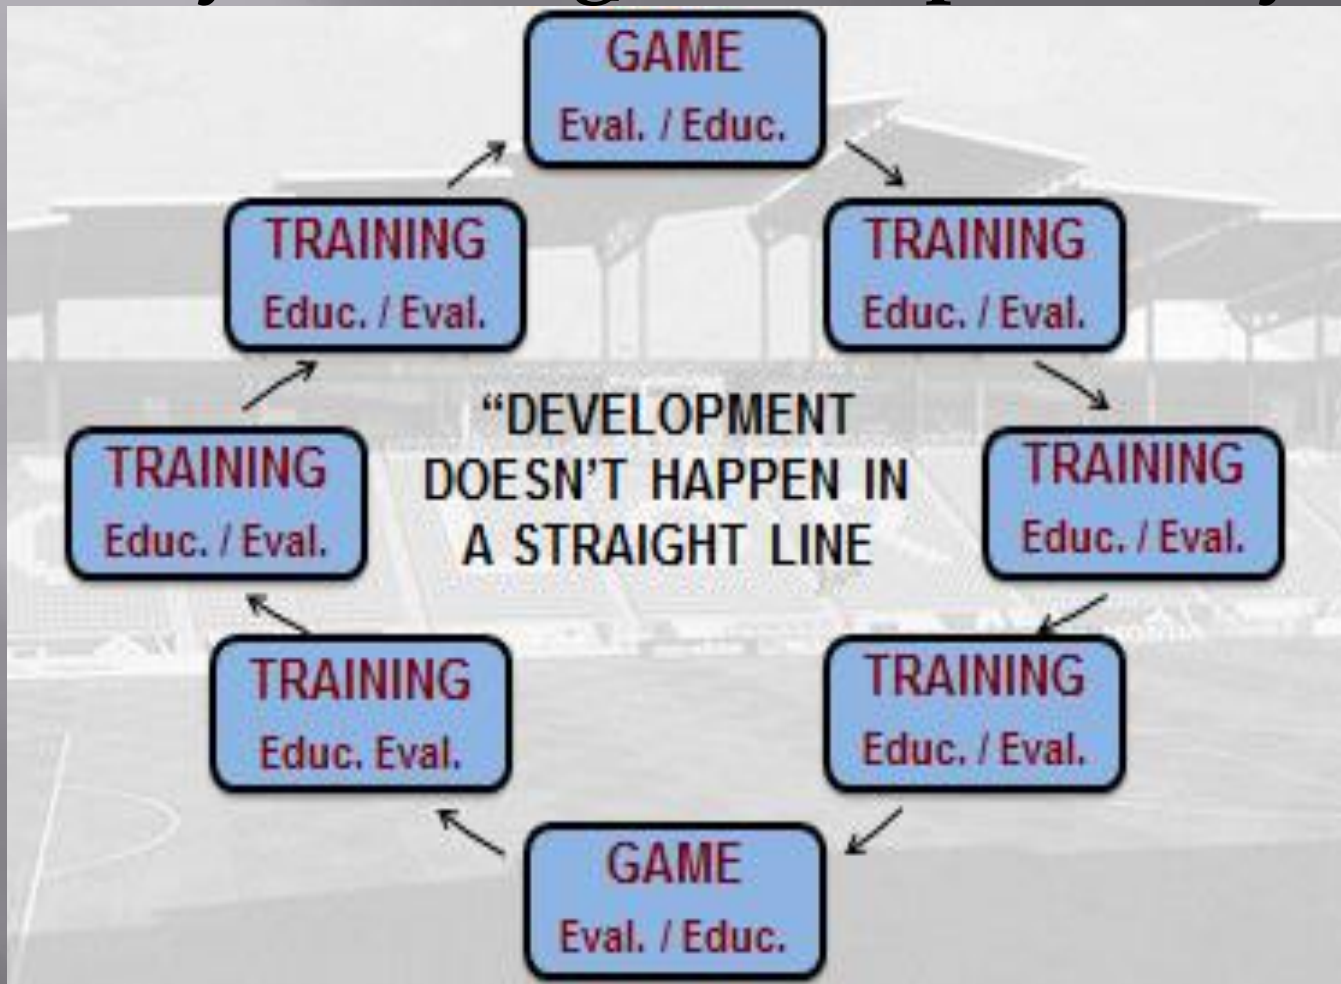 GAME
Eval. / Educ.
TRAINING
Educ. / Eval.
TRAINING
Educ. / Eval.
"DEVELOPMENT
DOESN'T HAPPEN IN
A STRAIGHT LINE
TRAINING
Educ. / Eval.
TRAINING
Educ. / Eval.
TRAINING
Educ. Eval.
TRAINING
Educ. / Eval.
GAME
Eval. / Educ.